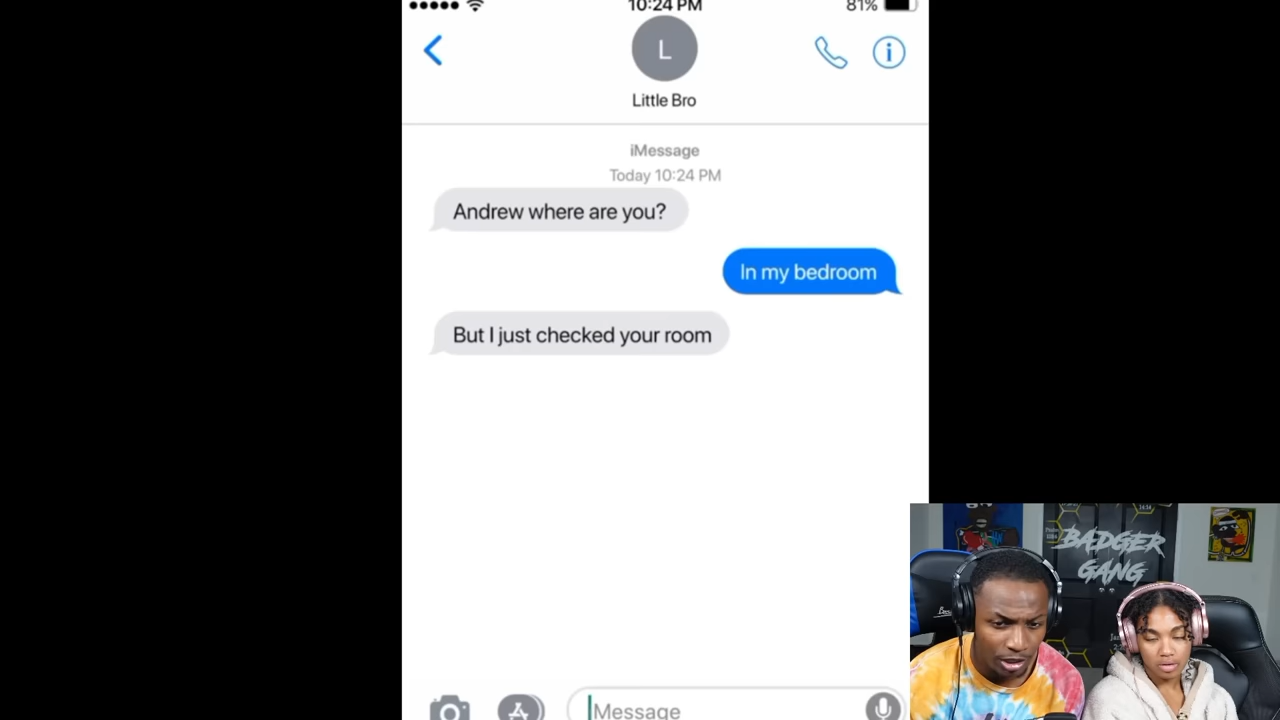 10:24 PM
81%
L
Little Bro
iMessage
Today 10:24 PM
Andrew where are you?
In my bedroom
But I just checked your room
Message
BADGER
GANG